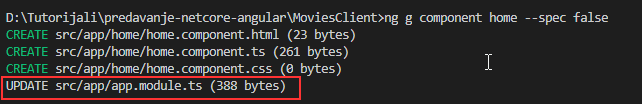 D:\Tutorijali\predavanje-netcore-angular\MoviesClient>ng g component home --spec false
CREATE src/app/home/home.component.html (23 bytes)
CREATE src/app/home/home.component.ts (261 bytes)
CREATE src/app/home/home.component.css (0 bytes)
UPDATE src/app/app.module.ts (388 bytes)